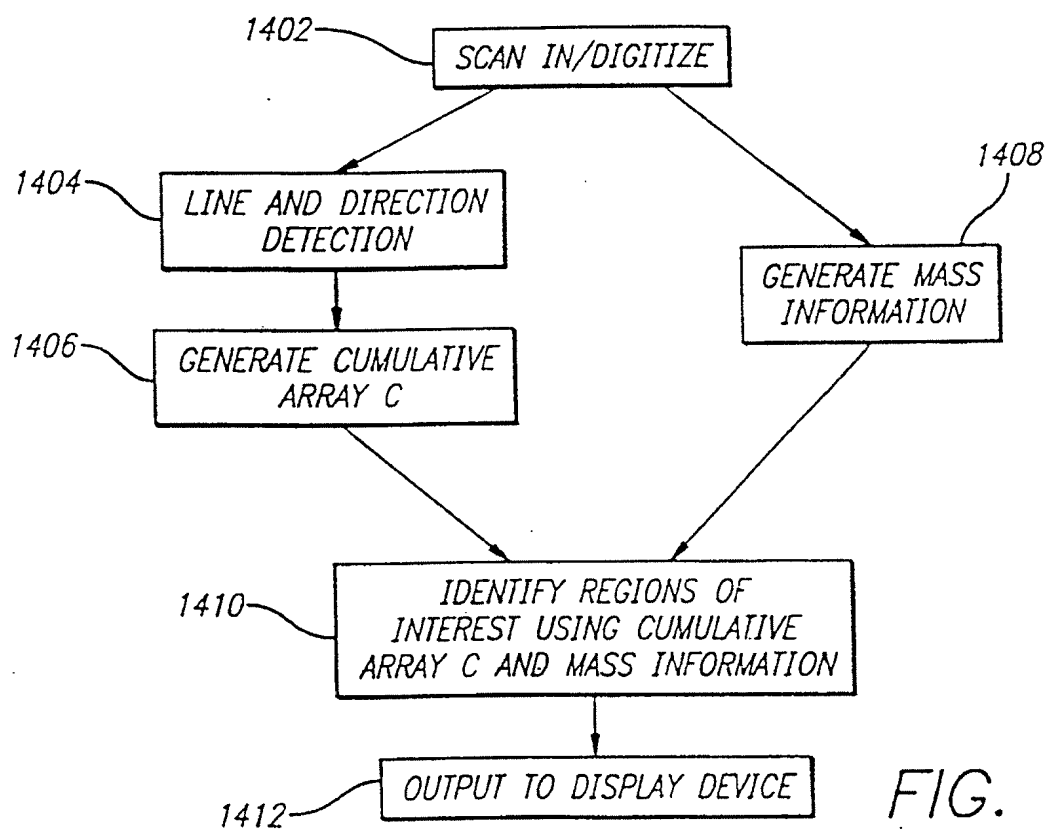 1402
SCAN IN/DIGITIZE
1404
LINE AND DIRECTION
DETECTION
1408
GENERATE MASS
INFORMATION
1406
GENERATE CUMULATIVE
ARRAY C
1410
IDENTIFY REGIONS OF
INTEREST USING CUMULATIVE
ARRAY C AND MASS INFORMATION
1412
OUTPUT TO DISPLAY DEVICE
FIG.